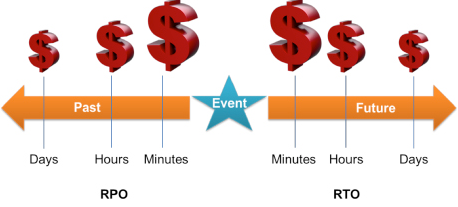 Past
Event
Future
Days Hours Minutes Minutes Hours Days
RPO RTO